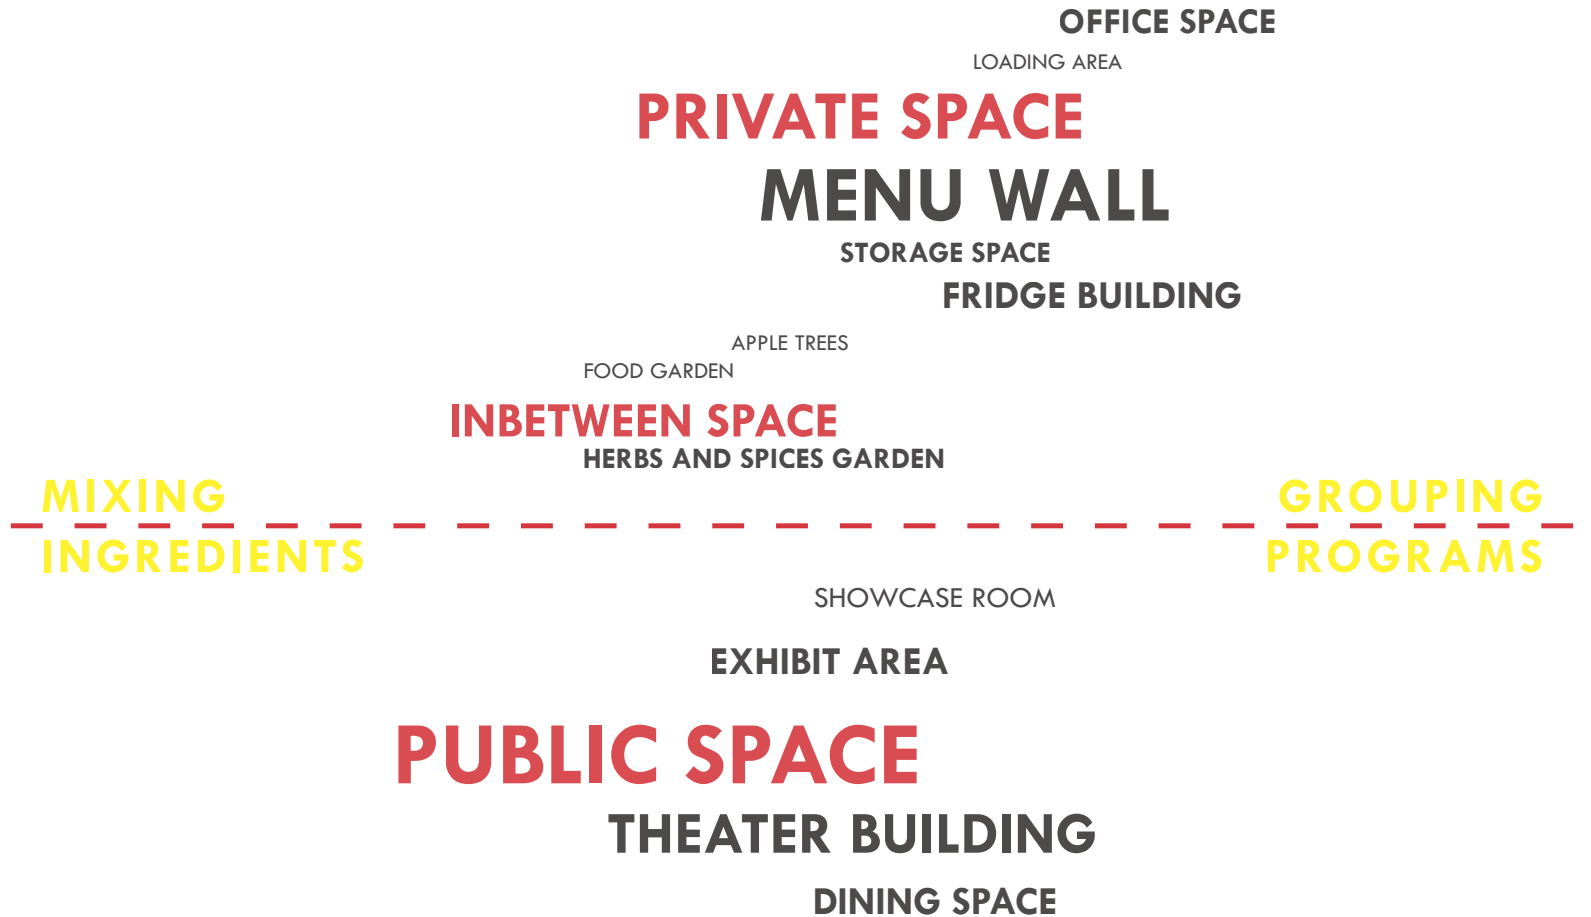 OFFICE SPACE
LOADING AREA
PRIVATE SPACE
MENU WALL
STORAGE SPACE
FRIDGE BUILDING
APPLE TREES
FOOD GARDEN
INBETWEEN SPACE
HERBS AND SPICES GARDEN
MIXING
INGREDIENTS
GROUPING
PROGRAMS
SHOWCASE ROOM
EXHIBIT AREA
PUBLIC SPACE
THEATER BUILDING
DINING SPACE